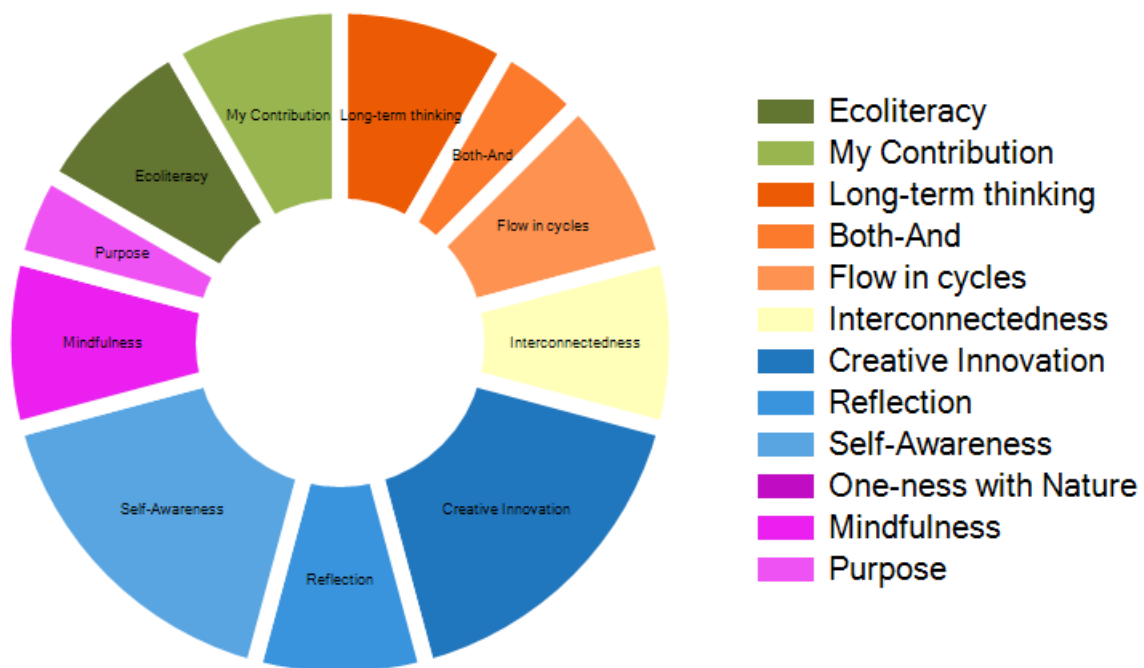 My Contribution
Long-term thinking
Both-And
Ecoliteracy
Flow in cycles
Purpose
Mindfulness
Interconnectedness
Self-Awareness
Creative Innovation
Reflection
Ecoliteracy
My Contribution
Long-term thinking
Both-And
Flow in cycles
Interconnectedness
Creative Innovation
Reflection
Self-Awareness
One-ness with Nature
Mindfulness
Purpose